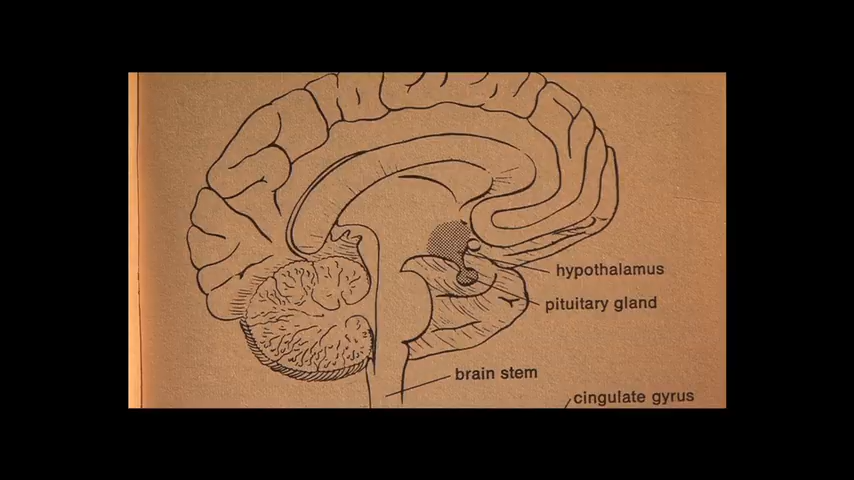 hypothalamus
pituitary gland
brain stem
cingulate gyrus